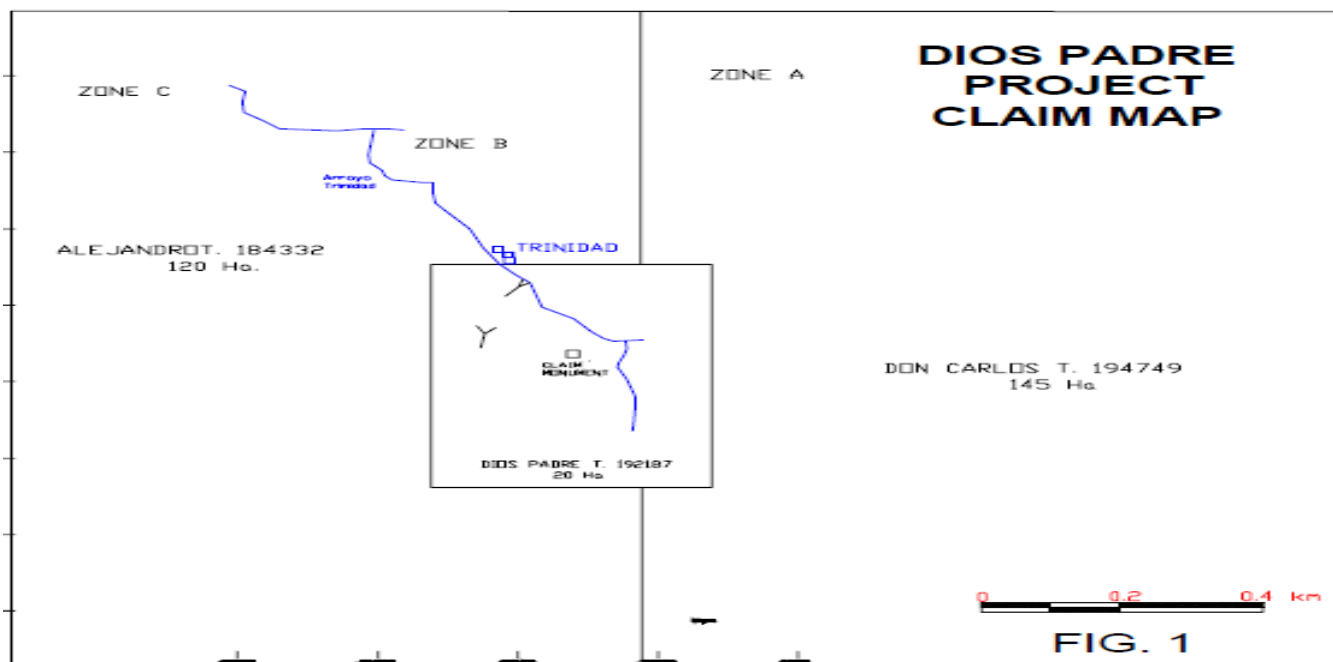 DIOS PADRE
PROJECT
CLAIM MAP
ZONE C
ZONE A
ZONE B
Arroyo
Trinidad
ALEJANDROT. 184332
120 Ha.
TRINIDAD
CLAIM
MONUMENT
DON CARLOS T. 194749
145 Ha
DIOS PADRE T. 192187
20 Ha
0 0.2 0.4 km
FIG. 1